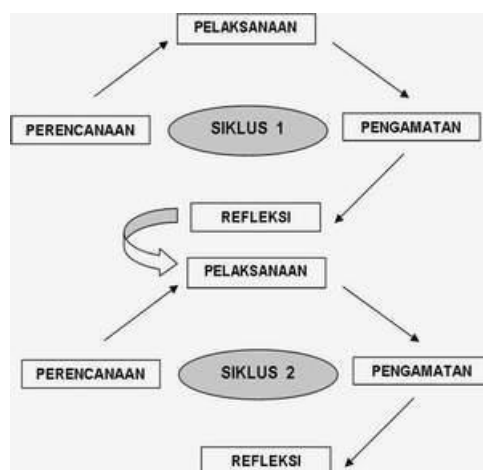 PELAKSANAAN
PERENCANAAN
SIKLUS 1
PENGAMATAN
REFLEKSI
PELAKSANAAN
PERENCANAAN
SIKLUS 2
PENGAMATAN
REFLEKSI